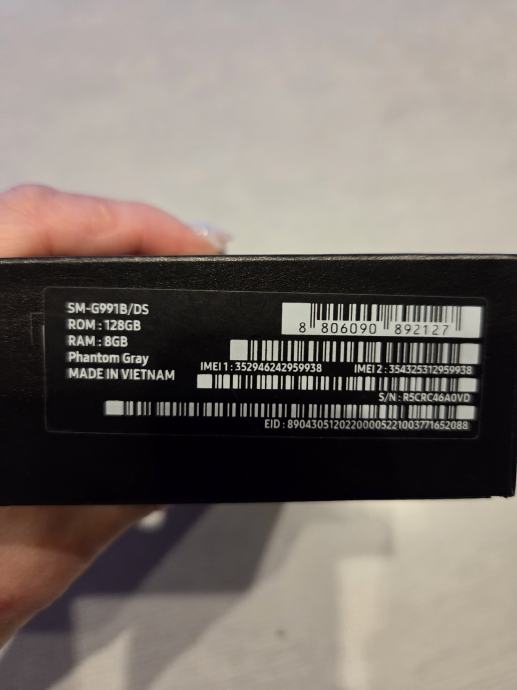 SM-G991B/DS
ROM : 128GB
RAM : 8GB
Phantom Gray
MADE IN VIETNAM
8 806090 892127
IMEI 1 : 352946242959938 IMEI 2 : 354325312959938
S/N : R5CRC46A0VD
EID : 89043051202200005221003771652088